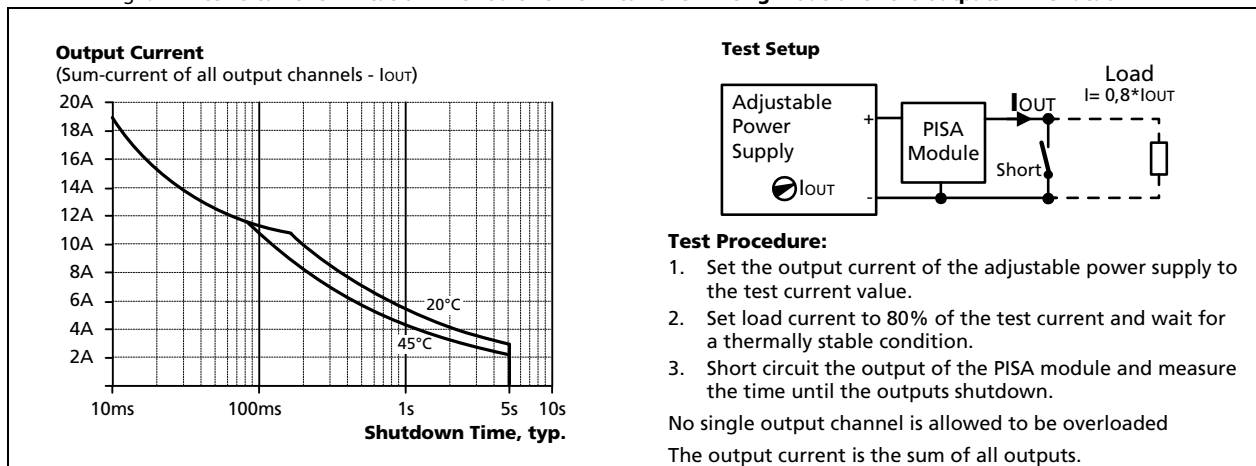 Output Current
(Sum-current of all output channels - IOUT)
20A
18A
16A
14A
12A
10A
8A
6A
4A
2A
20°C
45°C
10ms
100ms
1s
5s
10s
Shutdown Time, typ.
Test Setup
Adjustable
Power
Supply
IOUT
+
-
PISA
Module
IOUT
Short
Load
I= 0,8*IOUT
Test Procedure:
1. Set the output current of the adjustable power supply to
the test current value.
2. Set load current to 80% of the test current and wait for
a thermally stable condition.
3. Short circuit the output of the PISA module and measure
the time until the outputs shutdown.
No single output channel is allowed to be overloaded
The output current is the sum of all outputs.